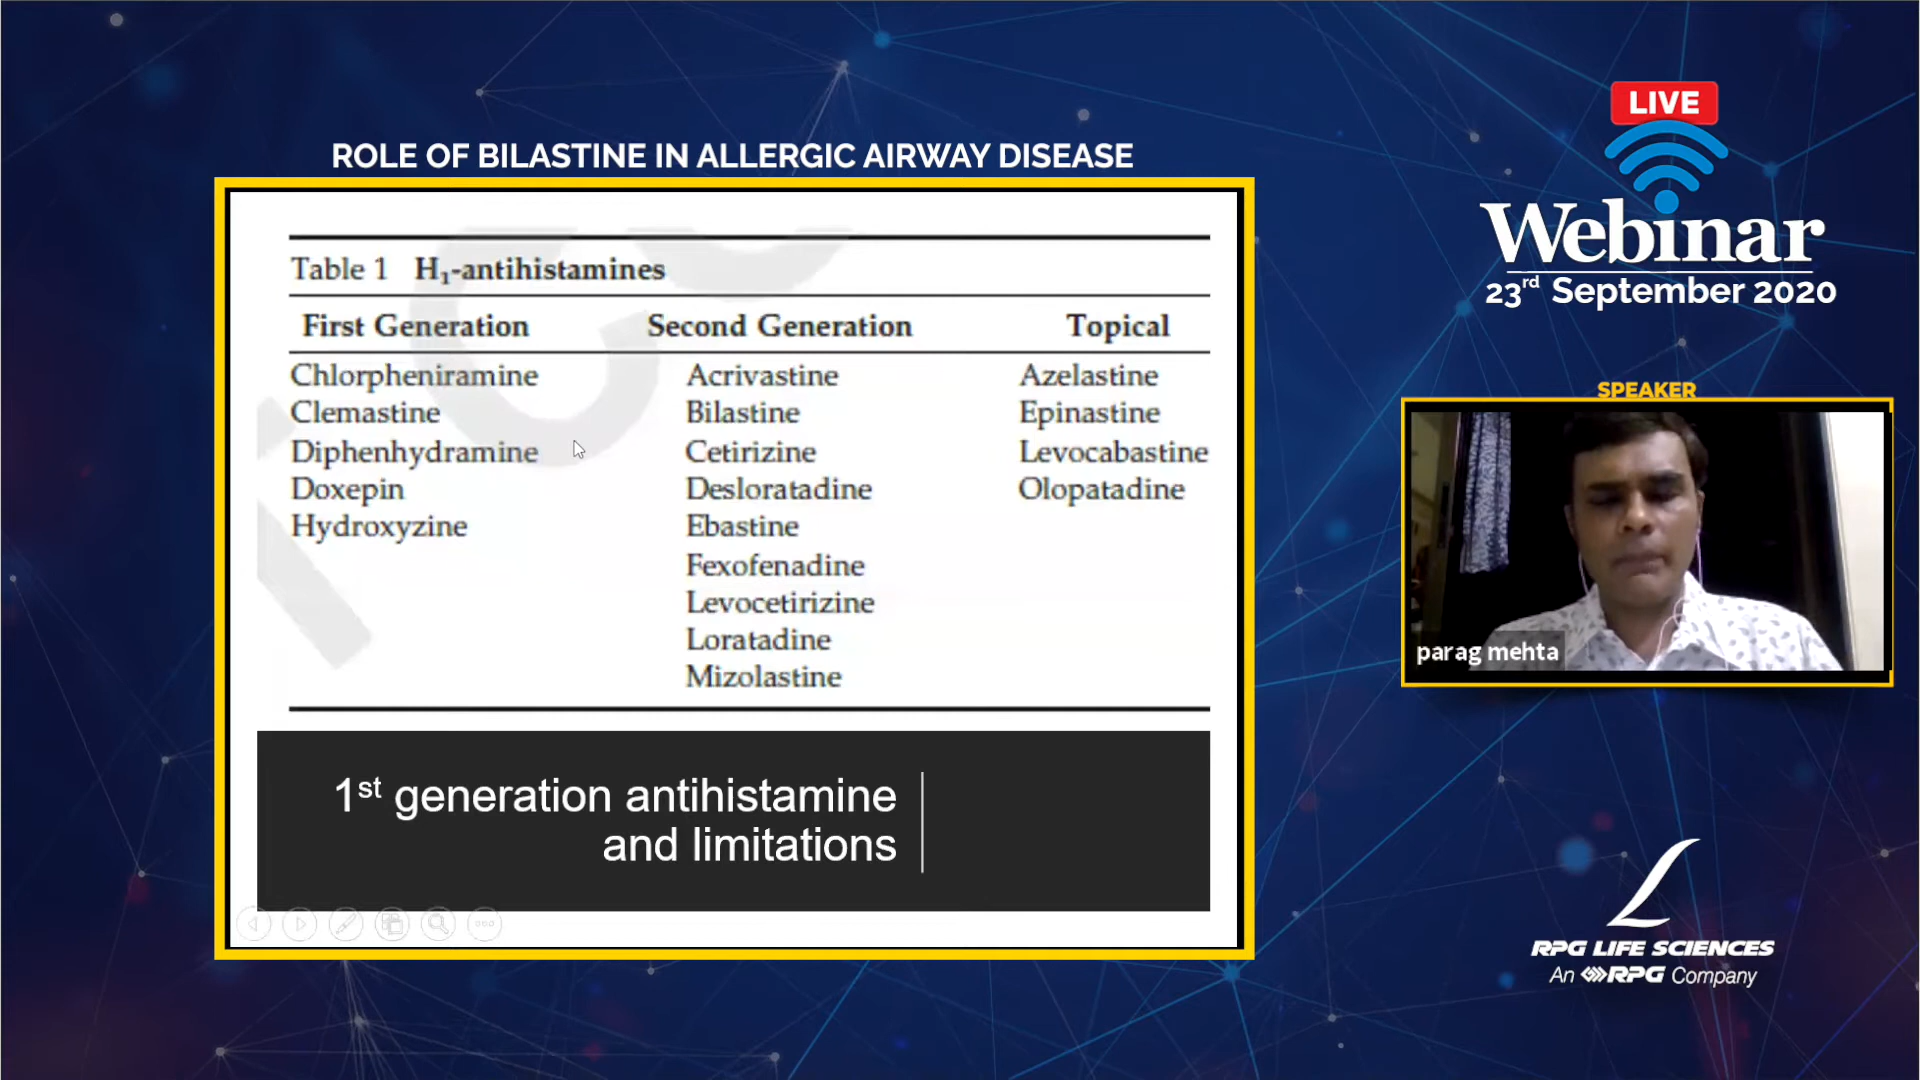 ROLE OF BILASTINE IN ALLERGIC AIRWAY DISEASE
Table 1 H₁-antihistamines
First Generation Second Generation Topical
Chlorpheniramine Acrivastine Azelastine
Clemastine Bilastine Epinastine
Diphenhydramine Cetirizine Levocabastine
Doxepin Desloratadine Olopatadine
Hydroxyzine Ebastine
Fexofenadine
Levocetirizine
Loratadine
Mizolastine
1st generation antihistamine
and limitations
LIVE
Webinar
23rd September 2020
SPEAKER
parag mehta
RPG LIFE SCIENCES
An RPG Company